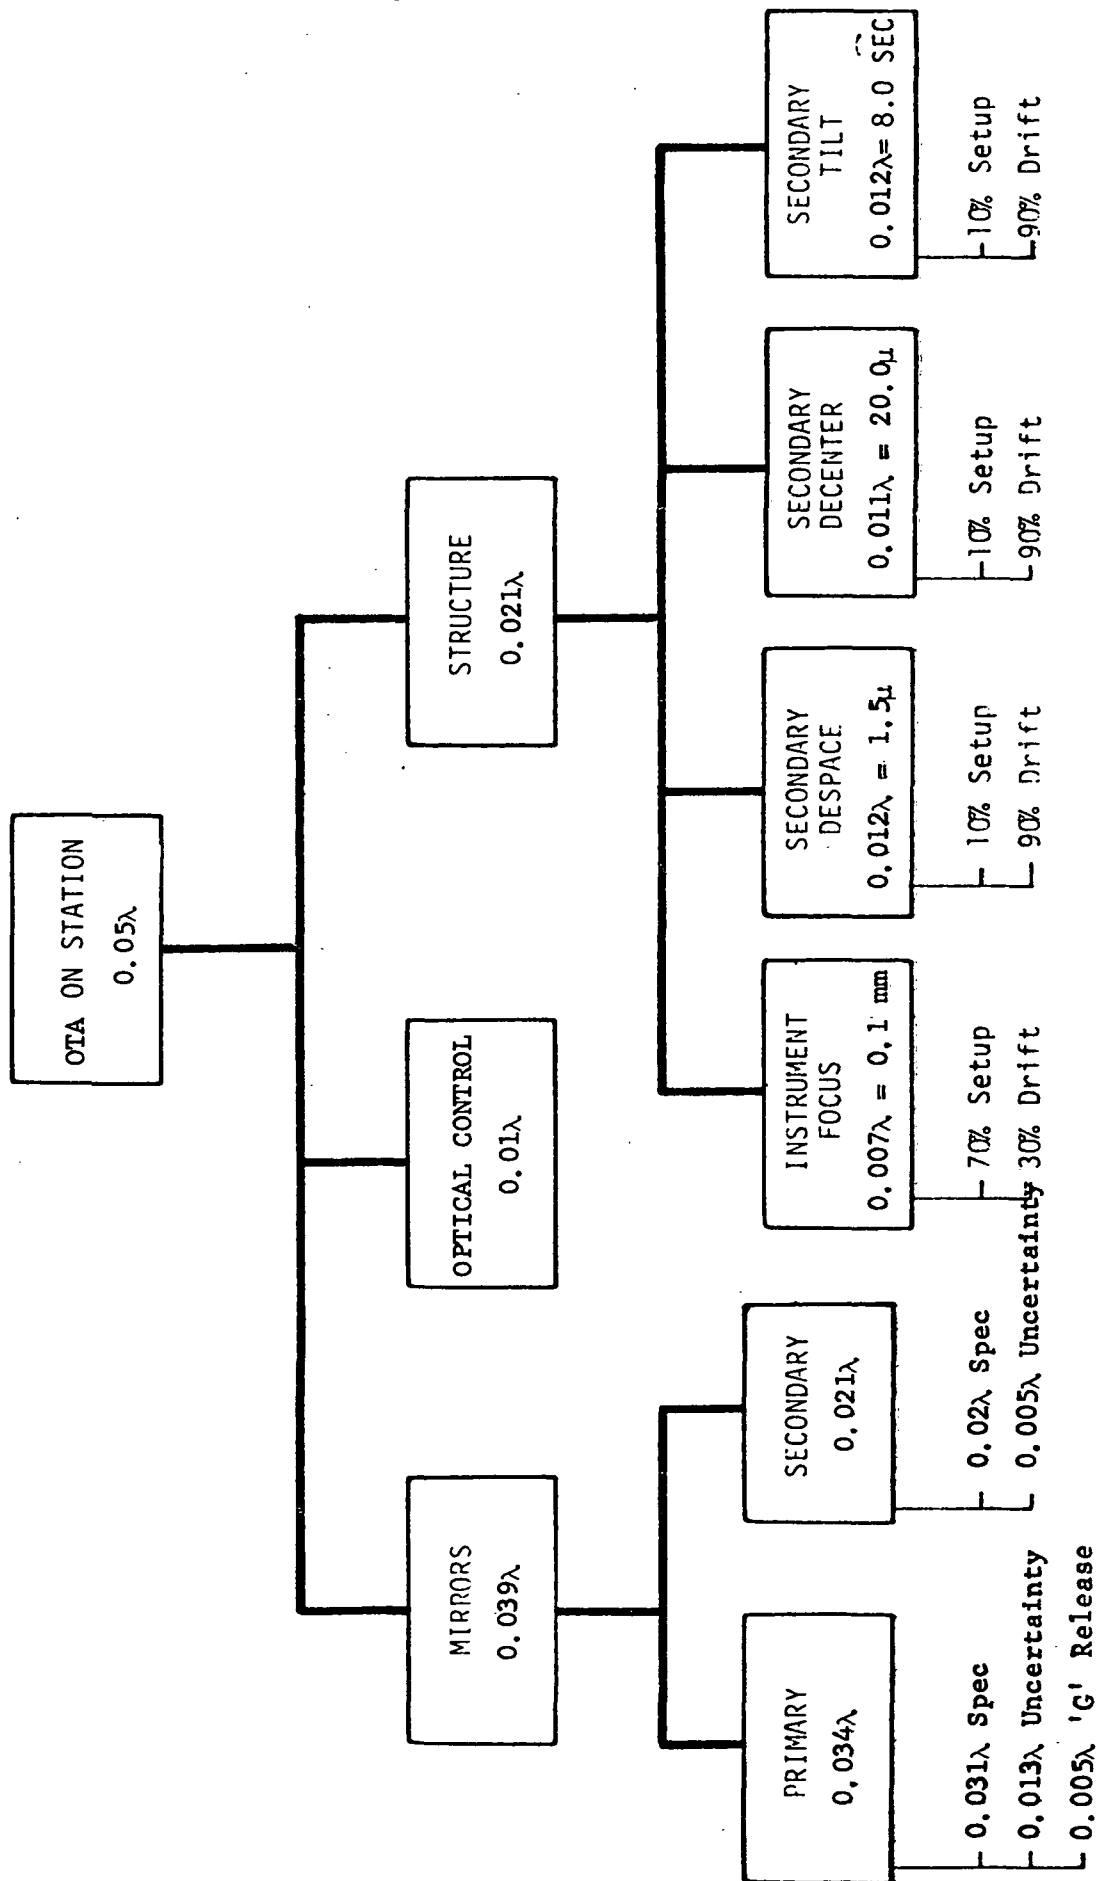 OTA ON STATION
0.05λ
MIRRORS
0.039λ
OPTICAL CONTROL
0.01λ
STRUCTURE
0.021λ
PRIMARY
0.034λ
0.031λ Spec
0.013λ Uncertainty
0.005λ 'G' Release
SECONDARY
0.021λ
0.02λ Spec
0.005λ Uncertainty
INSTRUMENT
FOCUS
0.007λ = 0.1 mm
70% Setup
30% Drift
SECONDARY
DESPACE
0.012λ = 1.5μ
10% Setup
90% Drift
SECONDARY
DECENTER
0.011λ = 20.0μ
10% Setup
90% Drift
SECONDARY
TILT
0.012λ= 8.0 SEC
10% Setup
90% Drift